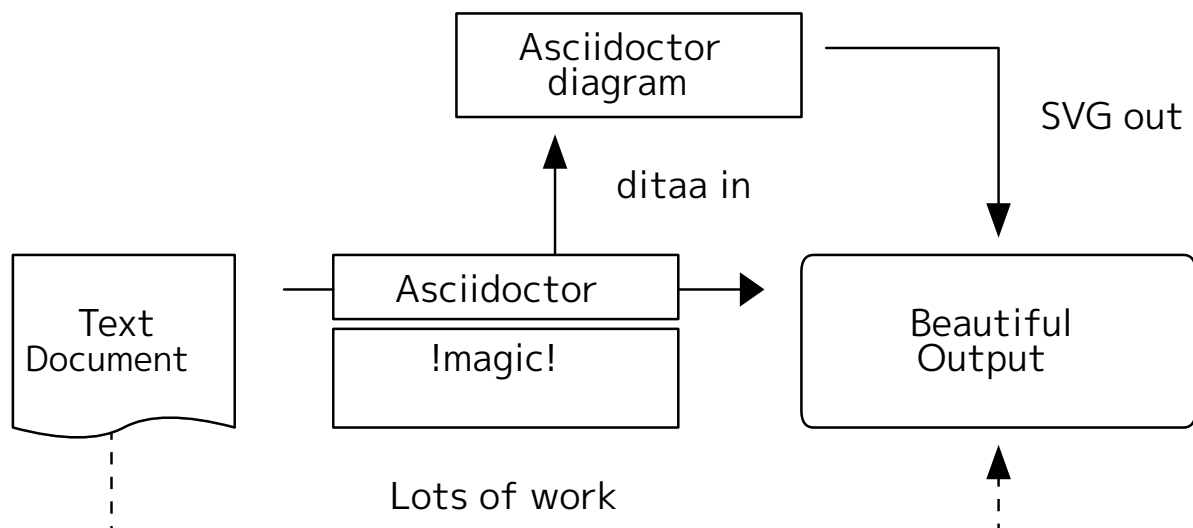 Asciidoctor
diagram
SVG out
ditaa in
Asciidoctor
Text
Document
!magic!
Beautiful
Output
Lots of work